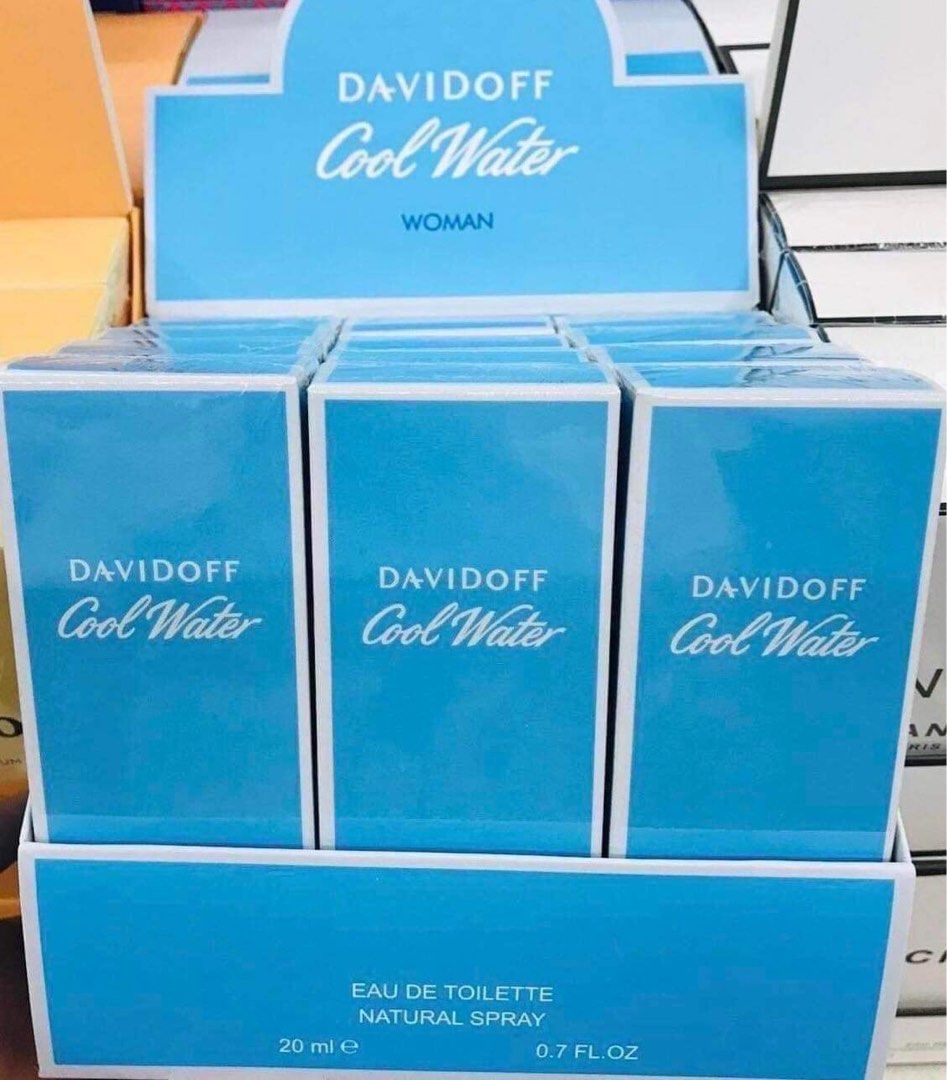 DAVIDOFF
Cool Water
WOMAN
DAVIDOFF
Cool Water
DAVIDOFF
Cool Water
DAVIDOFF
Cool Water
EAU DE TOILETTE
NATURAL SPRAY
20 ml ℮
0.7 FL.OZ